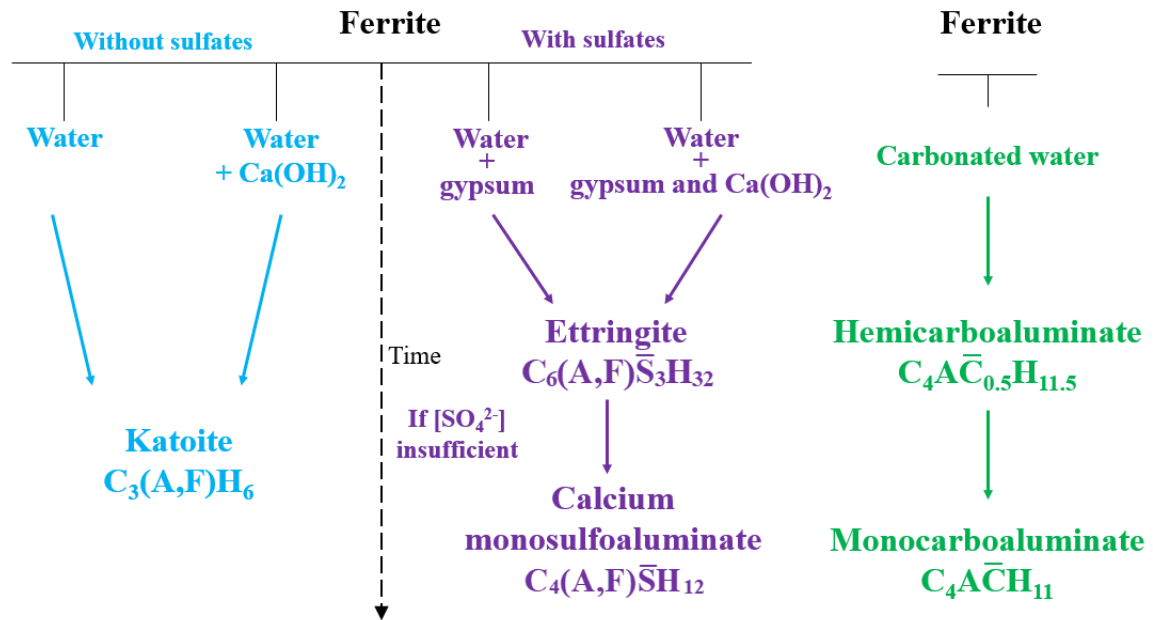 Ferrite
Without sulfates
With sulfates
Water
Water
+ Ca(OH)₂
Water
+
gypsum
Water
+
gypsum and Ca(OH)₂
Katoite
C₃(A,F)H₆
Time
If [SO₄²⁻]
insufficient
Ettringite
C₆(A,F)S̅₃H₃₂
Calcium
monosulfoaluminate
C₄(A,F)S̅H₁₂
Ferrite
Carbonated water
Hemicarboaluminate
C₄AC̅₀.₅H₁₁.₅
Monocarboaluminate
C₄AC̅H₁₁